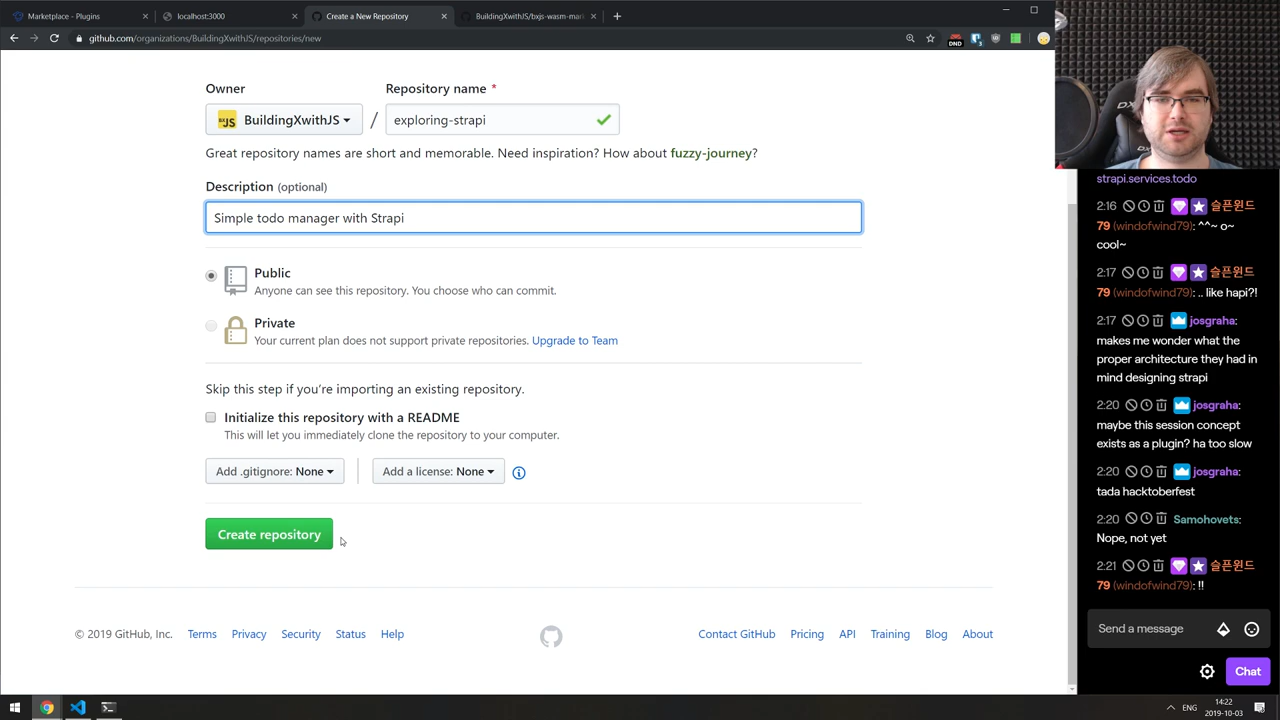 Marketplace - Plugins
localhost:3000
Create a New Repository
BuildingXwithJS/bxjs-wasm-mar
github.com/organizations/BuildingXwithJS/repositories/new
DND
Owner
Repository name *
JS BuildingXwithJS / exploring-strapi
Great repository names are short and memorable. Need inspiration? How about fuzzy-journey?
Description (optional)
Simple todo manager with Strapi
Public
Anyone can see this repository. You choose who can commit.
Private
Your current plan does not support private repositories. Upgrade to Team
Skip this step if you’re importing an existing repository.
Initialize this repository with a README
This will let you immediately clone the repository to your computer.
Add .gitignore: None
Add a license: None
Create repository
© 2019 GitHub, Inc. Terms Privacy Security Status Help
Contact GitHub Pricing API Training Blog About
DX
strapi.services.todo
2:16 슬픈윈드
79 (windofwind79): ^^~ o~
cool~
2:17 슬픈윈드
79 (windofwind79): .. like hapi?!
2:17 josgraha:
makes me wonder what the
proper architecture they had in
mind designing strapi
2:20 josgraha:
maybe this session concept
exists as a plugin? ha too slow
2:20 josgraha:
tada hacktoberfest
2:20 Samohovets:
Nope, not yet
2:21 슬픈윈드
79 (windofwind79): !!
Send a message
Chat
ENG
14:22
2019-10-03